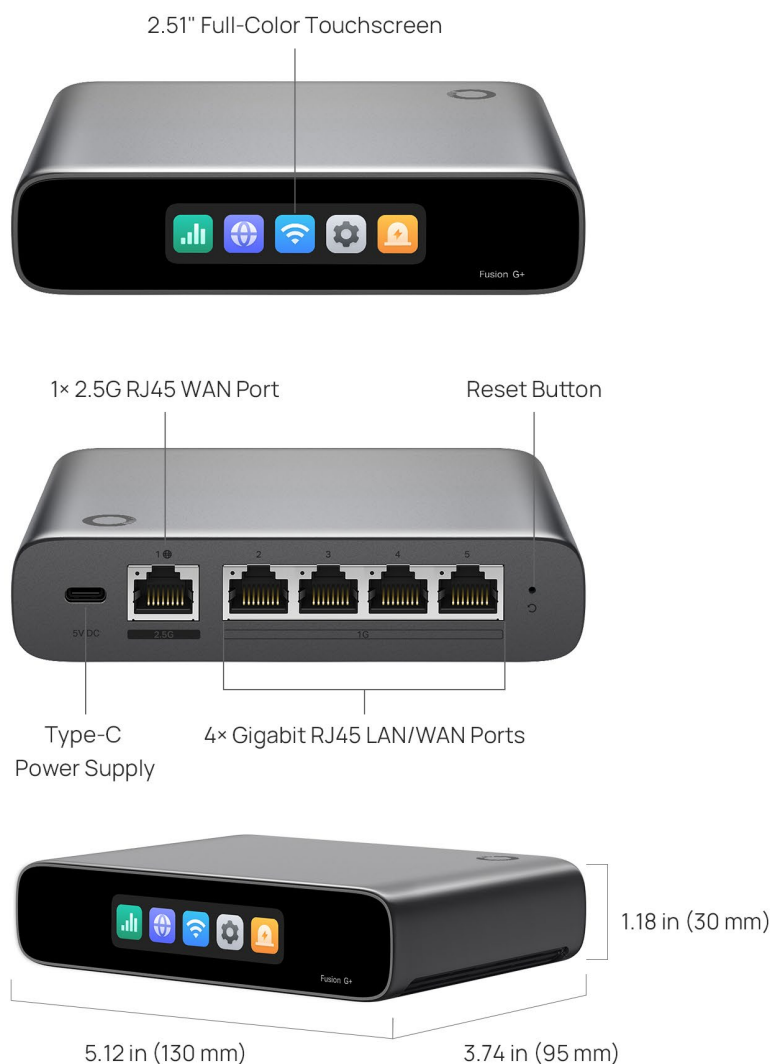 2.51" Full-Color Touchscreen
Fusion G+
1× 2.5G RJ45 WAN Port
Reset Button
1
2
3
4
5
5V DC
2.5G
1G
Type-C
Power Supply
4× Gigabit RJ45 LAN/WAN Ports
Fusion G+
1.18 in (30 mm)
5.12 in (130 mm)
3.74 in (95 mm)